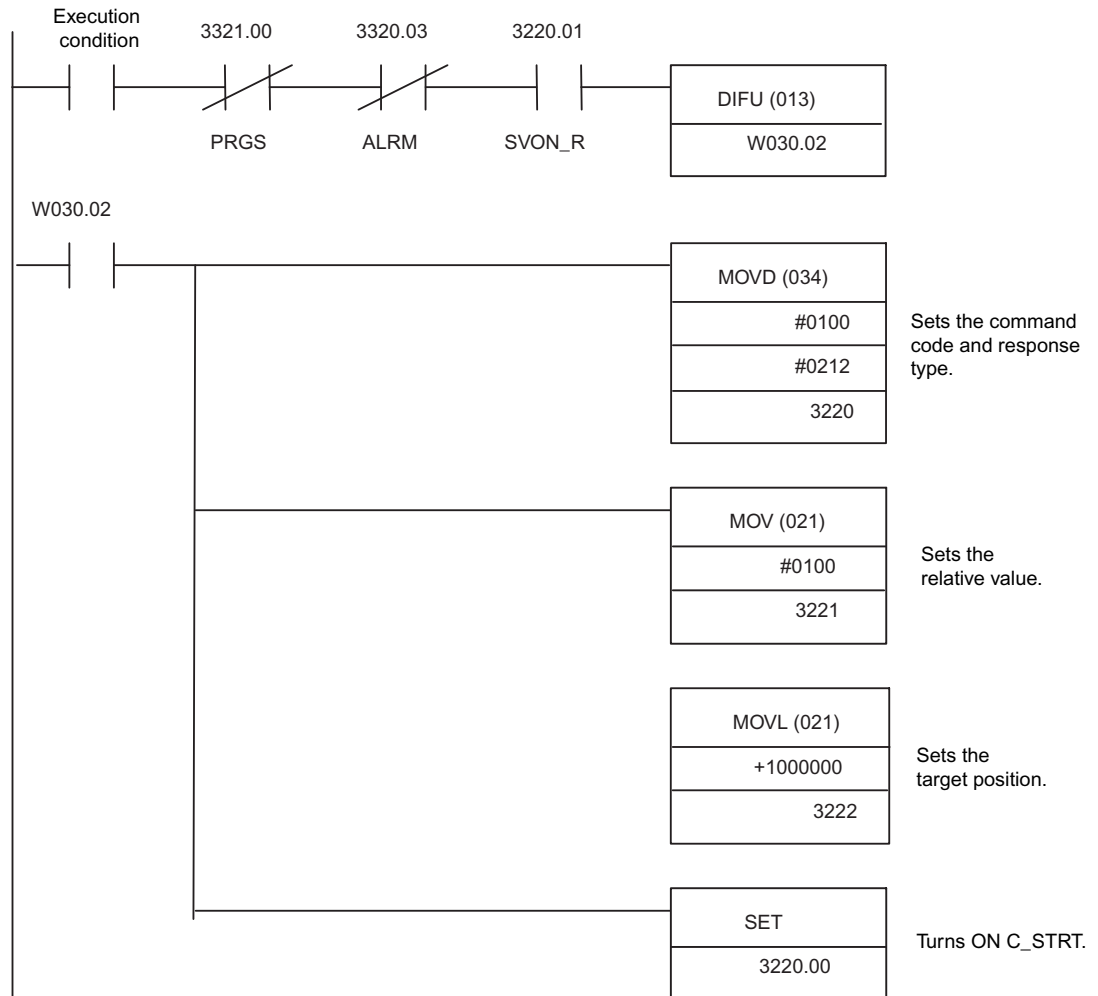 Execution
condition
3321.00
3320.03
3220.01
PRGS
ALRM
SVON_R
DIFU (013)
W030.02
W030.02
MOVD (034)
#0100
#0212
3220
Sets the command
code and response
type.
MOV (021)
#0100
3221
Sets the
relative value.
MOVL (021)
+1000000
3222
Sets the
target position.
SET
3220.00
Turns ON C_STRT.